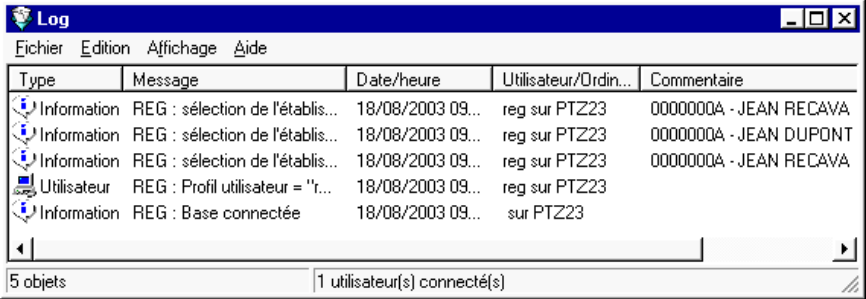 Log
Fichier Edition Affichage Aide
Type Message Date/heure Utilisateur/Ordin... Commentaire
Information REG : sélection de l'établis... 18/08/2003 09... reg sur PTZ23 0000000A - JEAN RECAVA
Information REG : sélection de l'établis... 18/08/2003 09... reg sur PTZ23 0000000A - JEAN DUPONT
Information REG : sélection de l'établis... 18/08/2003 09... reg sur PTZ23 0000000A - JEAN RECAVA
Utilisateur REG : Profil utilisateur = "r... 18/08/2003 09... reg sur PTZ23
Information REG : Base connectée 18/08/2003 09... sur PTZ23
5 objets 1 utilisateur(s) connecté(s)